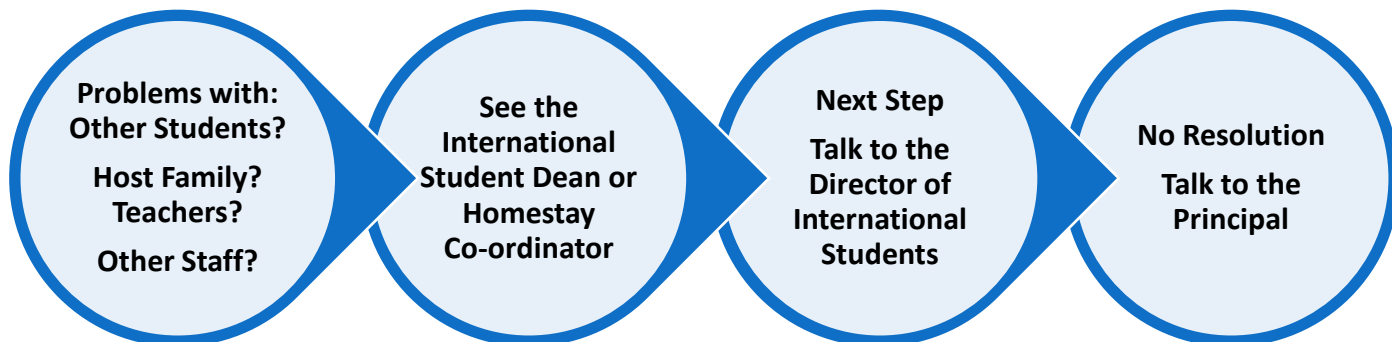 Problems with:
Other Students?
Host Family?
Teachers?
Other Staff?
See the
International
Student Dean or
Homestay
Co-ordinator
Next Step
Talk to the
Director of
International
Students
No Resolution
Talk to the
Principal